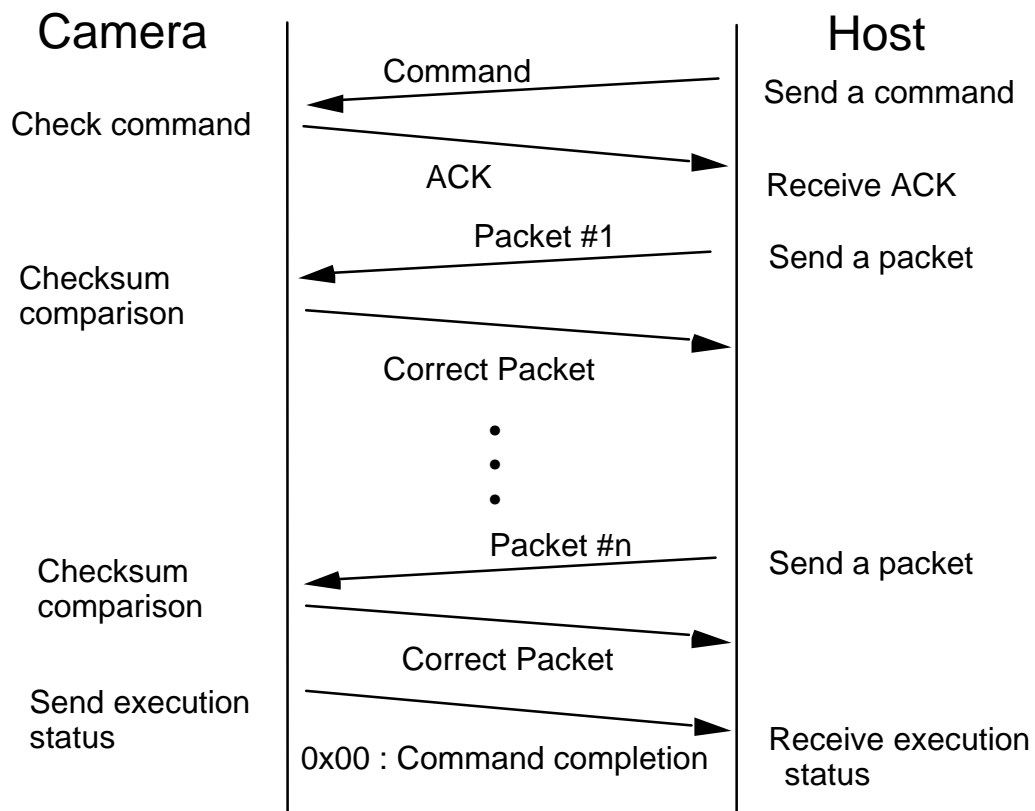 Camera
Host
Command
Send a command
Check command
ACK
Receive ACK
Packet #1
Send a packet
Checksum
comparison
Correct Packet
Packet #n
Send a packet
Checksum
comparison
Correct Packet
Send execution
status
0x00 : Command completion
Receive execution
status